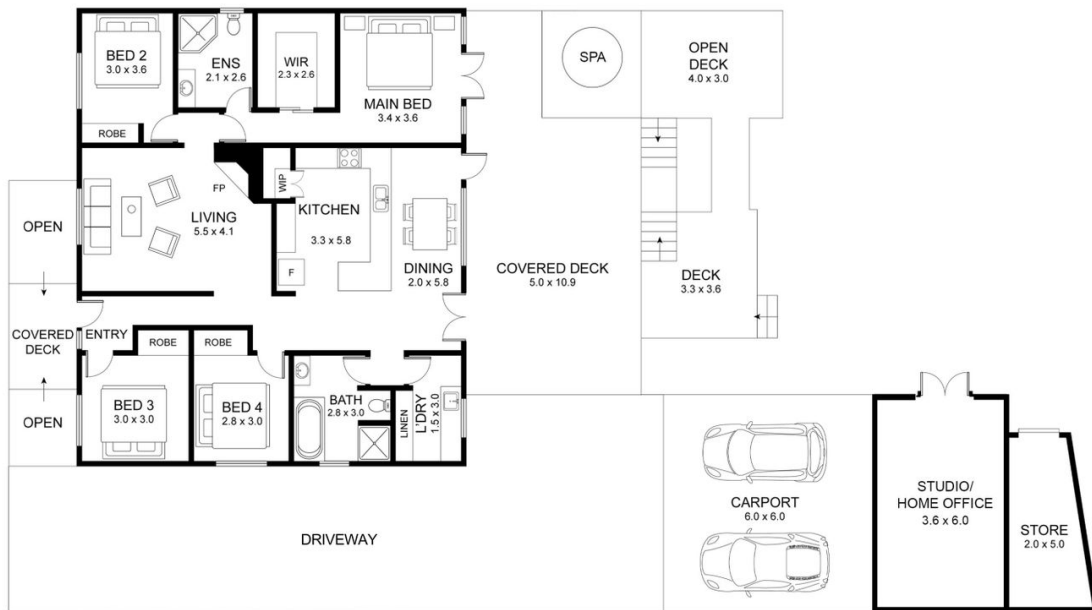 BED 2
3.0 x 3.6
ROBE
ENS
2.1 x 2.6
WIR
2.3 x 2.6
MAIN BED
3.4 x 3.6
SPA
OPEN
DECK
4.0 x 3.0
OPEN
LIVING
5.5 x 4.1
FP
WIP
KITCHEN
3.3 x 5.8
F
DINING
2.0 x 5.8
COVERED DECK
5.0 x 10.9
DECK
3.3 x 3.6
COVERED
DECK
ENTRY
ROBE
ROBE
OPEN
BED 3
3.0 x 3.0
BED 4
2.8 x 3.0
BATH
2.8 x 3.0
LINEN
L'DRY
1.5 x 3.0
DRIVEWAY
CARPORT
6.0 x 6.0
STUDIO/
HOME OFFICE
3.6 x 6.0
STORE
2.0 x 5.0